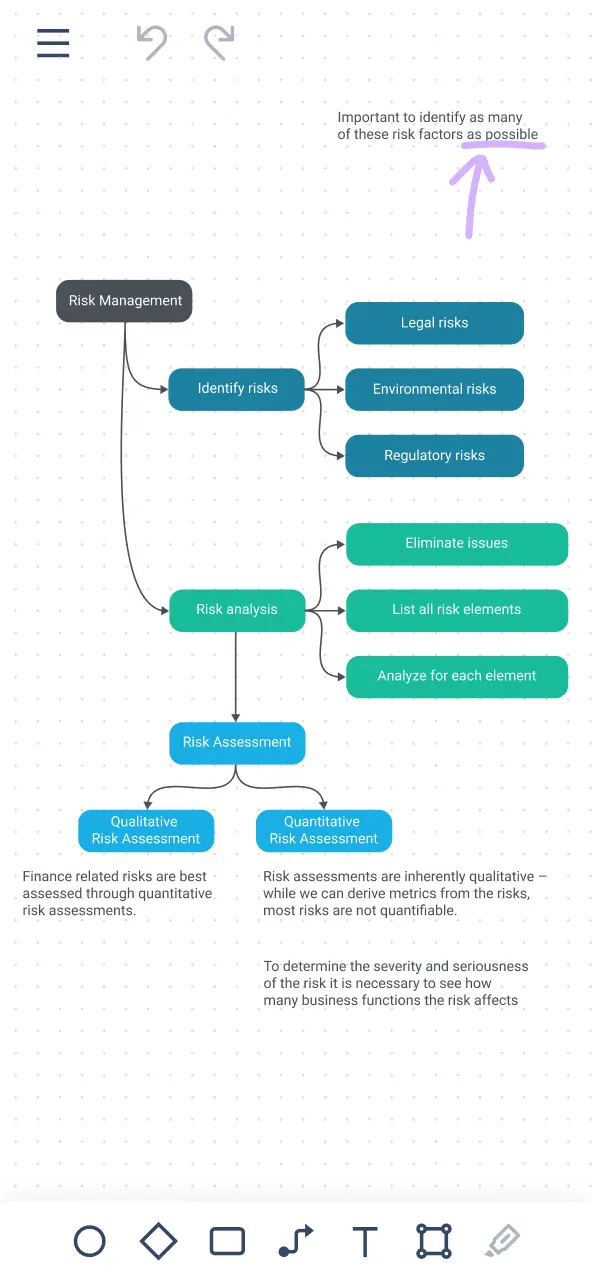 Important to identify as many
of these risk factors as possible
Risk Management
Legal risks
Identify risks
Environmental risks
Regulatory risks
Eliminate issues
Risk analysis
List all risk elements
Analyze for each element
Risk Assessment
Qualitative
Risk Assessment
Quantitative
Risk Assessment
Finance related risks are best
assessed through quantitative
risk assessments.
Risk assessments are inherently qualitative –
while we can derive metrics from the risks,
most risks are not quantifiable.
To determine the severity and seriousness
of the risk it is necessary to see how
many business functions the risk affects